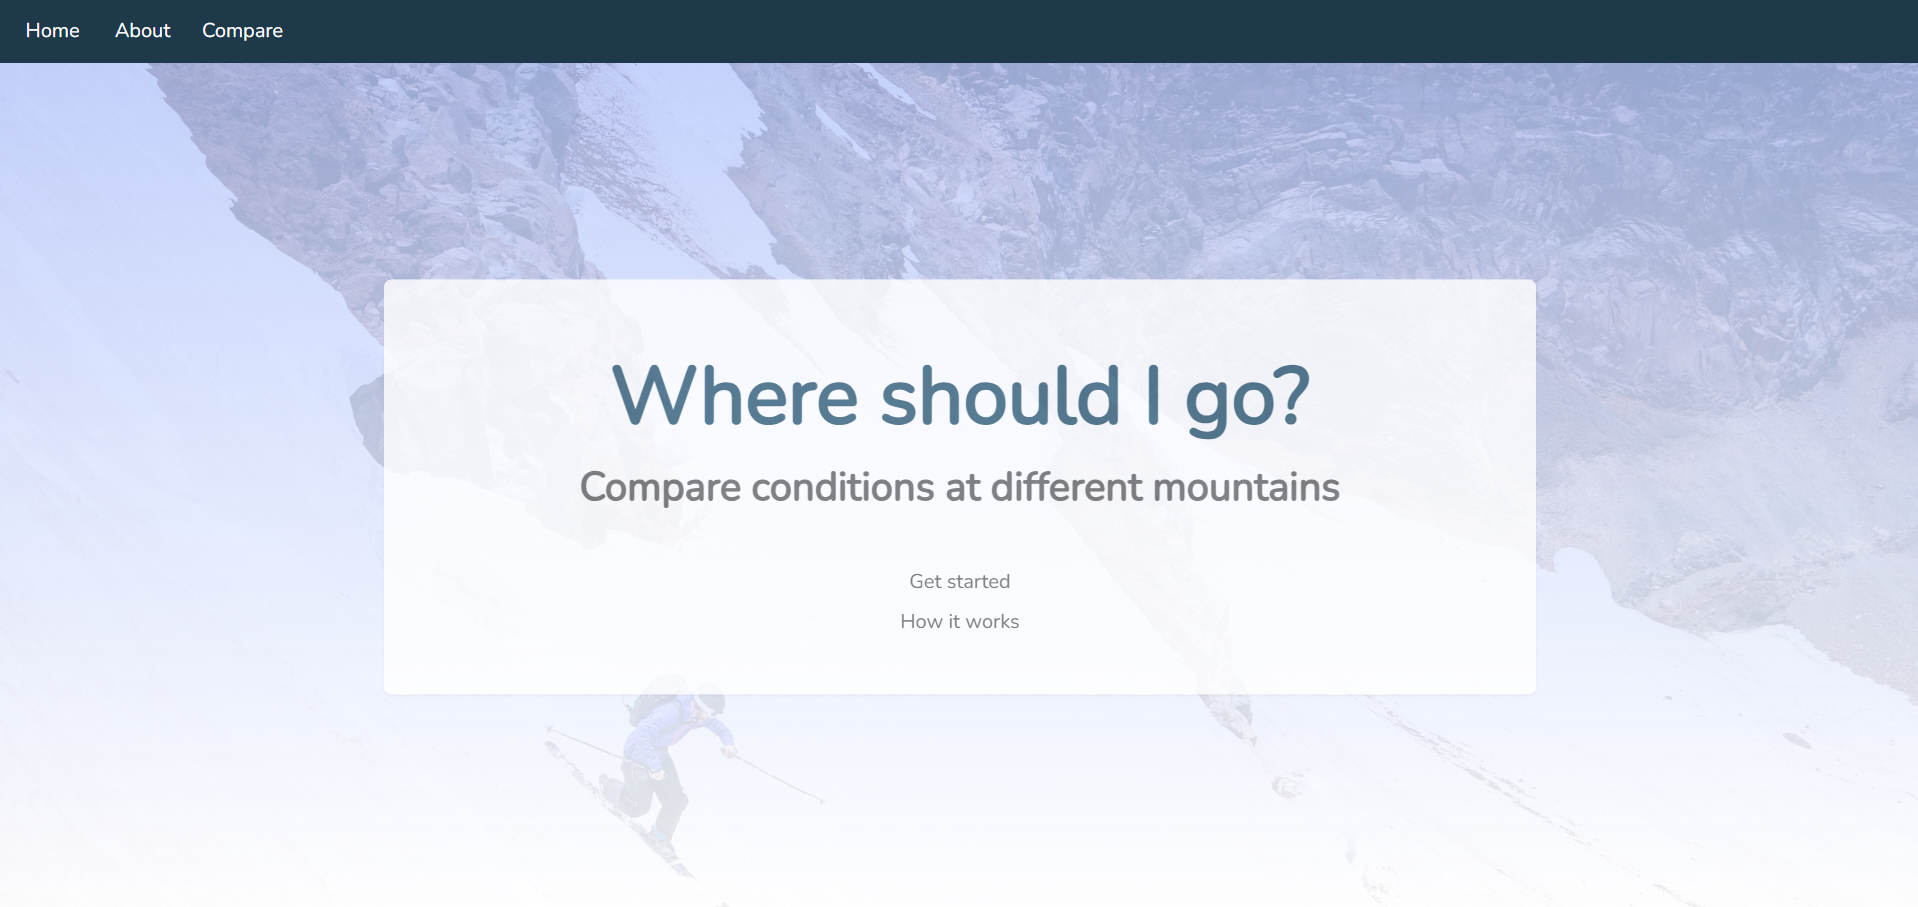 Home About Compare
Where should I go?
Compare conditions at different mountains
Get started
How it works